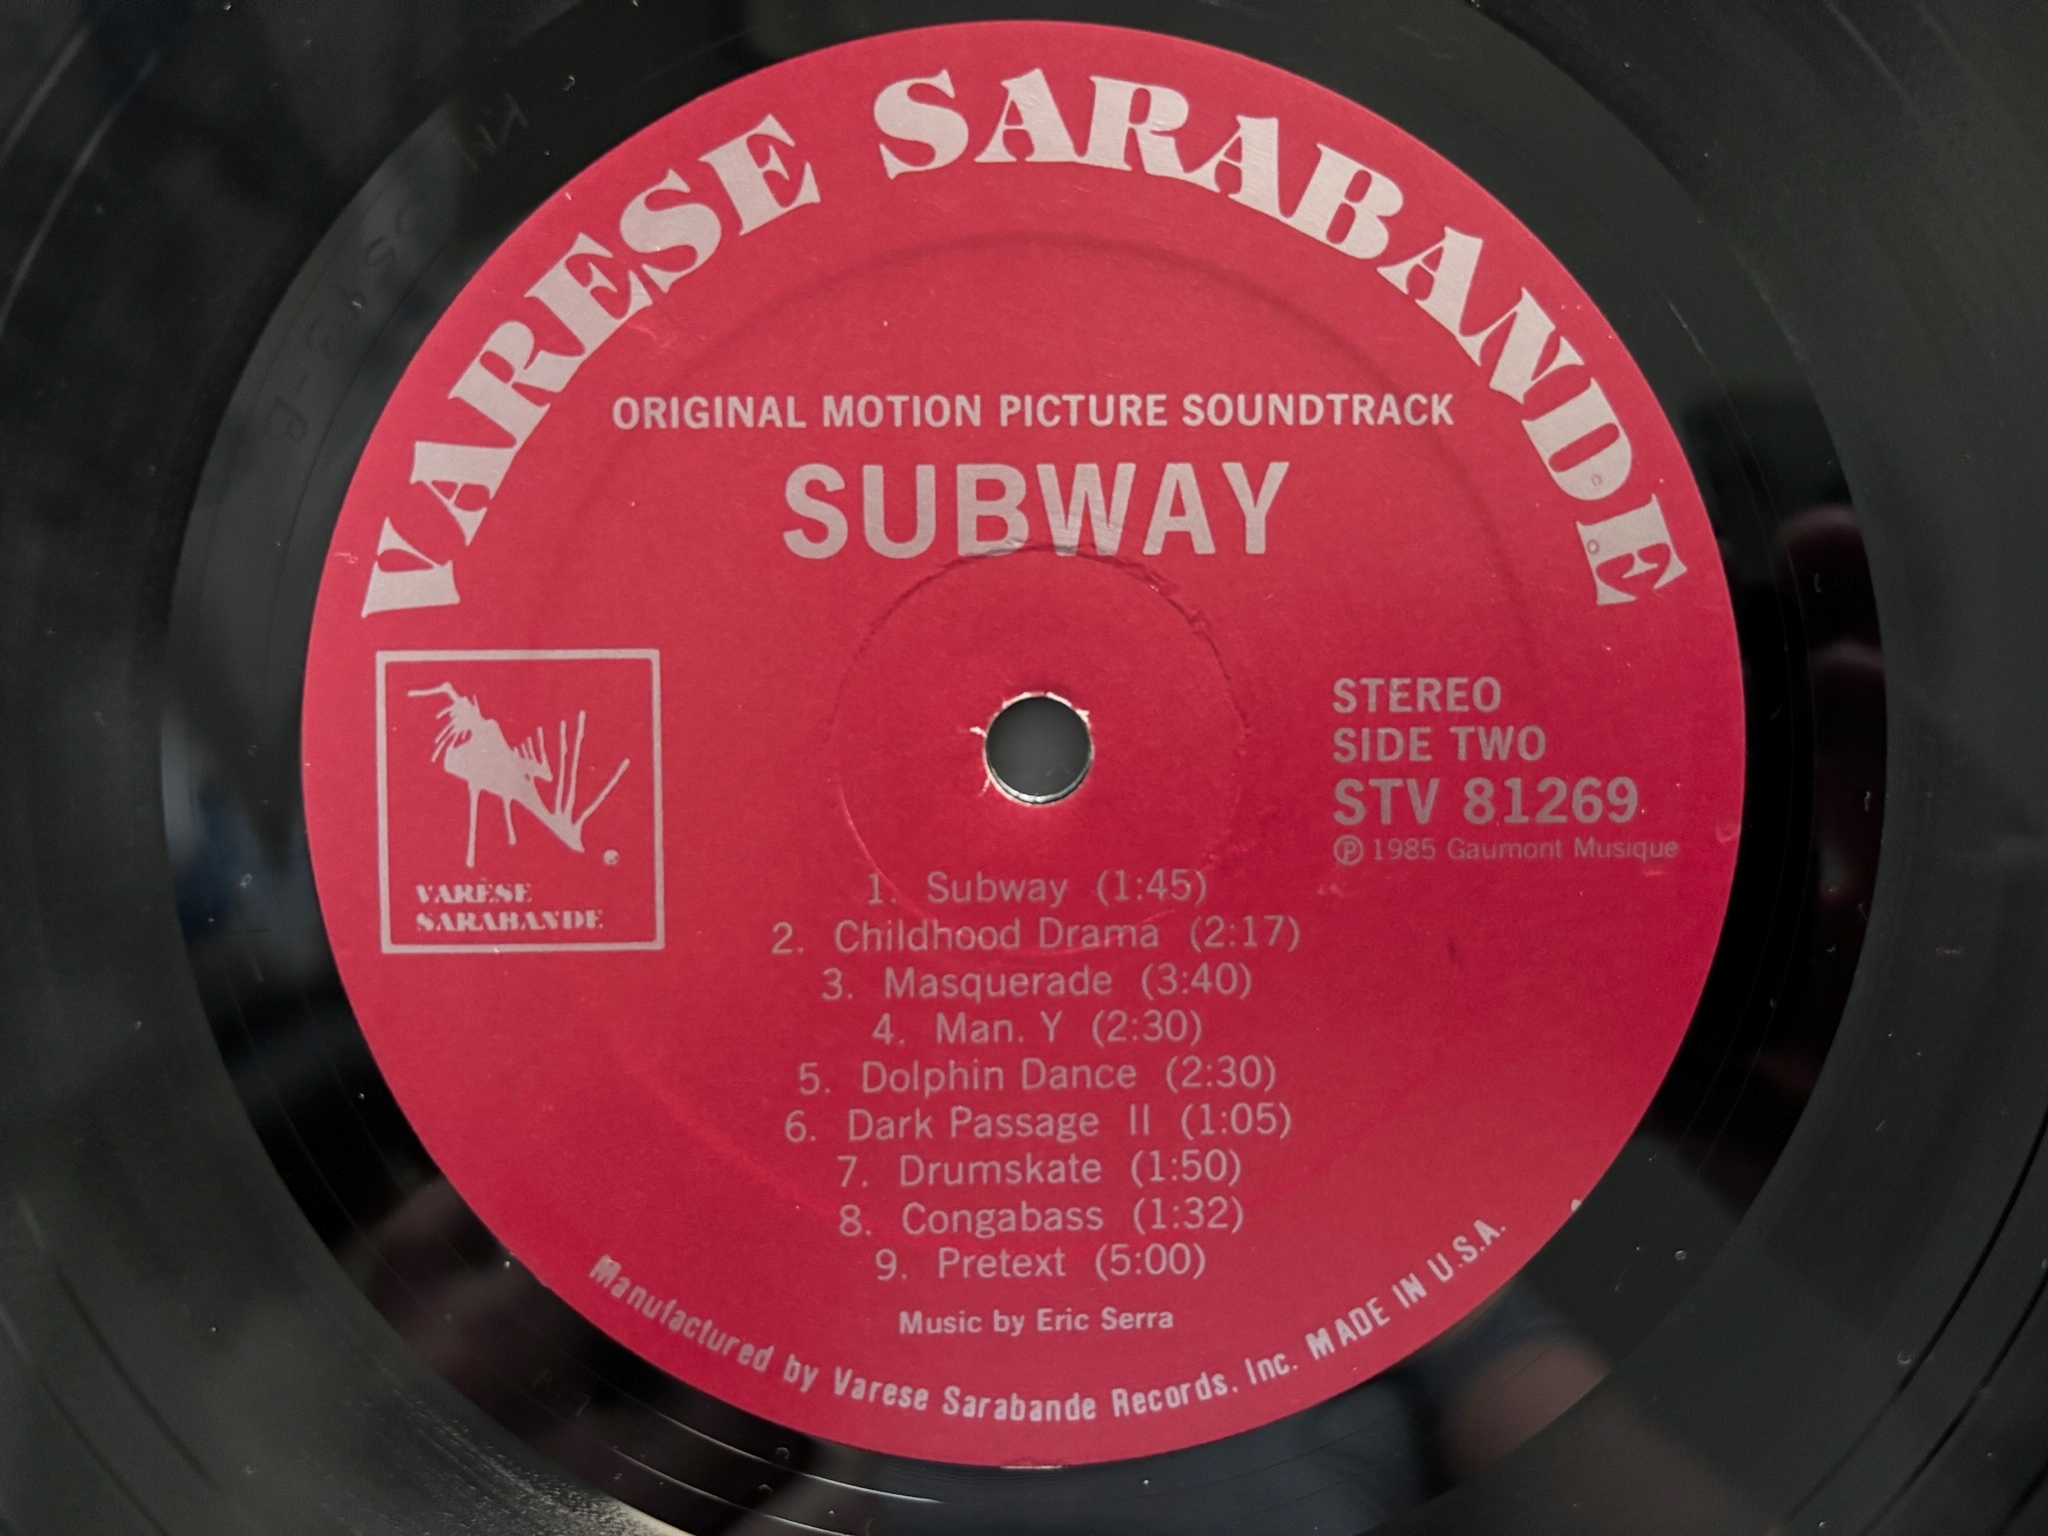 VARESE SARABANDE
ORIGINAL MOTION PICTURE SOUNDTRACK
SUBWAY
VARESE
SARABANDE
STEREO
SIDE TWO
STV 81269
℗ 1985 Gaumont Musique
1. Subway (1:45)
2. Childhood Drama (2:17)
3. Masquerade (3:40)
4. Man. Y (2:30)
5. Dolphin Dance (2:30)
6. Dark Passage II (1:05)
7. Drumskate (1:50)
8. Congabass (1:32)
9. Pretext (5:00)
Music by Eric Serra
Manufactured by Varese Sarabande Records, Inc. MADE IN U.S.A.